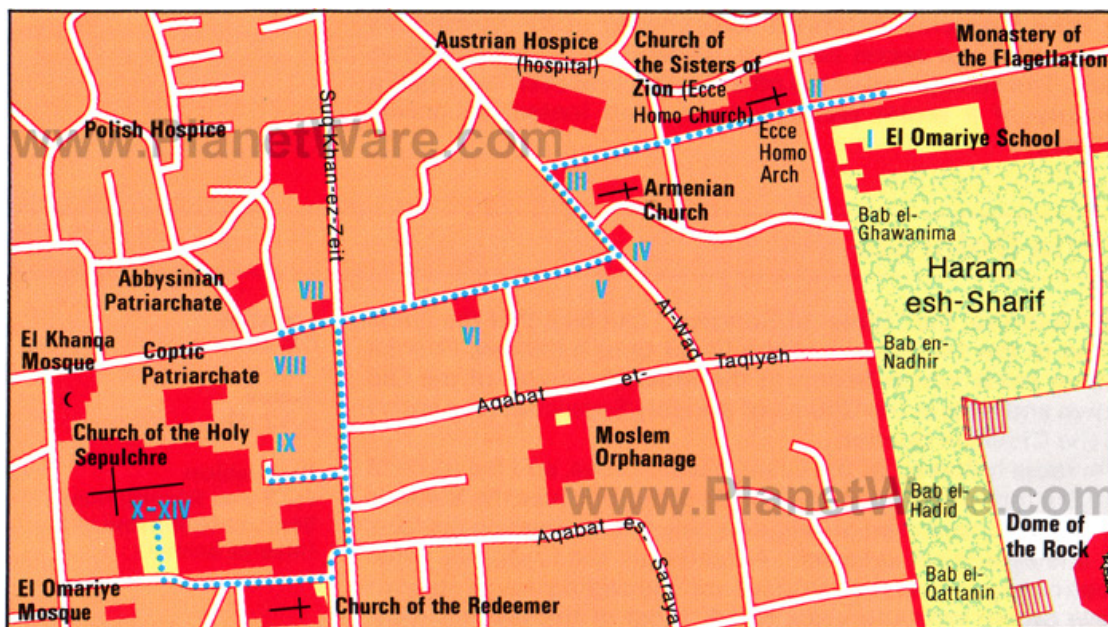 Austrian Hospice
(hospital)
Church of
the Sisters of
Zion (Ecce
Homo Church)
Monastery of
the Flagellation
II
Suq Khan-ez-Zeit
Polish Hospice
www.PlanetWare.com
Ecce
Homo
Arch
I
El Omariye School
III
Armenian
Church
Bab el-
Ghawanima
IV
V
Haram
esh-Sharif
Abbysinian
Patriarchate
VII
VI
Al-Wad
El Khanqa
Mosque
Coptic
Patriarchate
VIII
Bab en-
Nadhir
Aqabat et- Taqiyeh
Church of the Holy
Sepulchre
IX
Moslem
Orphanage
www.PlanetWare.com
X-XIV
Bab el-
Hadid
Aqabat es-Saraya
Dome of
the Rock
El Omariye
Mosque
Church of the Redeemer
Bab el-
Qattanin